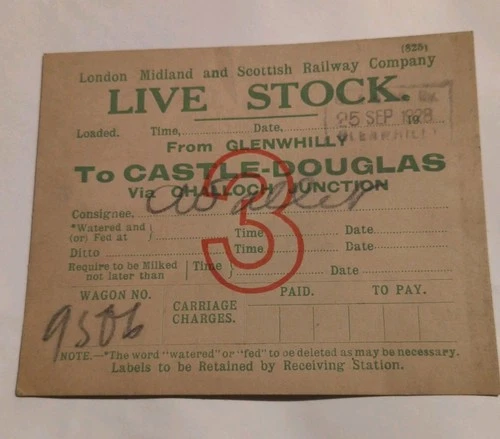 (825)
London Midland and Scottish Railway Company
LIVE STOCK.
Loaded. Time, Date, 25 SEP 1928 19
From GLENWHILLY GLENWHILLY
To CASTLE-DOUGLAS
Via CHALLOCH JUNCTION
3
Consignee,
*Watered and (or) Fed at } Time Date
Ditto Time Date
Require to be Milked not later than } Time Date
WAGON NO. PAID. TO PAY.
9506 CARRIAGE CHARGES.
NOTE.—*The word "watered" or "fed" to be deleted as may be necessary.
Labels to be Retained by Receiving Station.